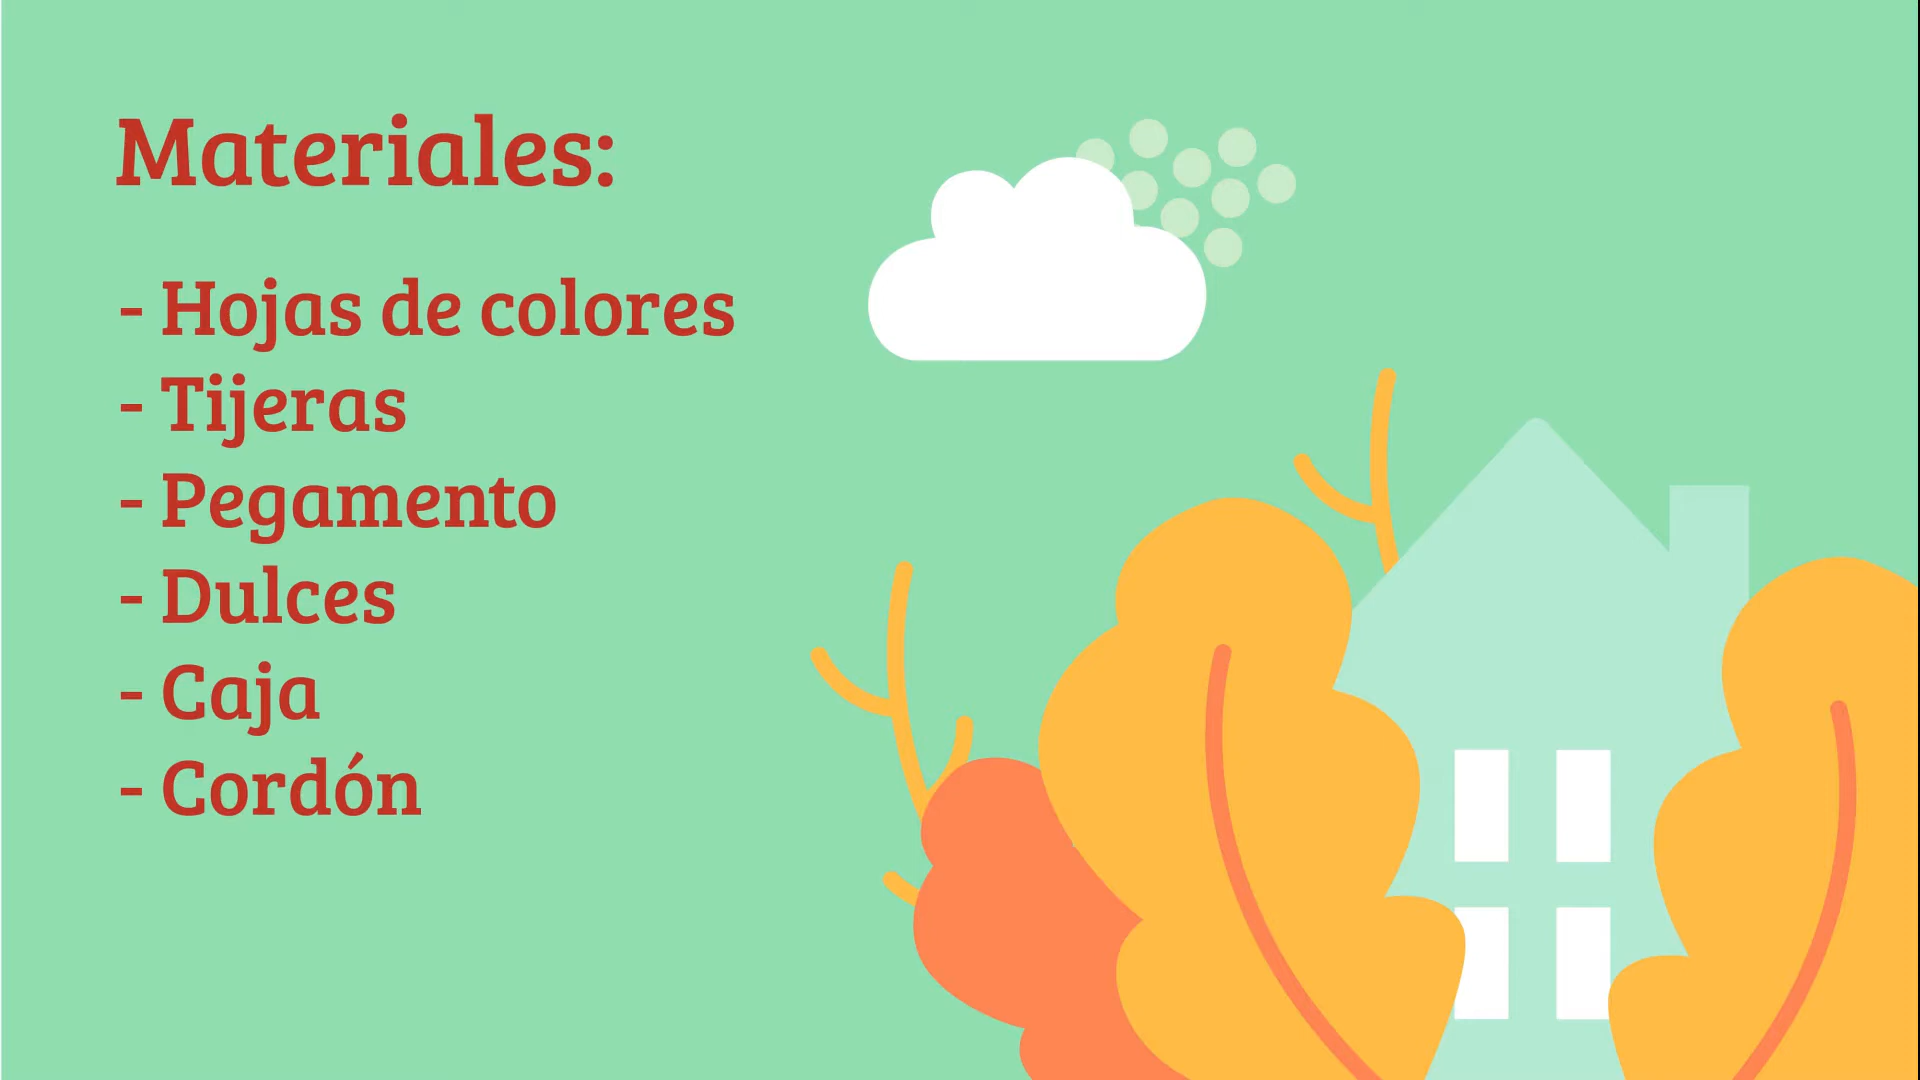 Materiales:
- Hojas de colores
- Tijeras
- Pegamento
- Dulces
- Caja
- Cordón